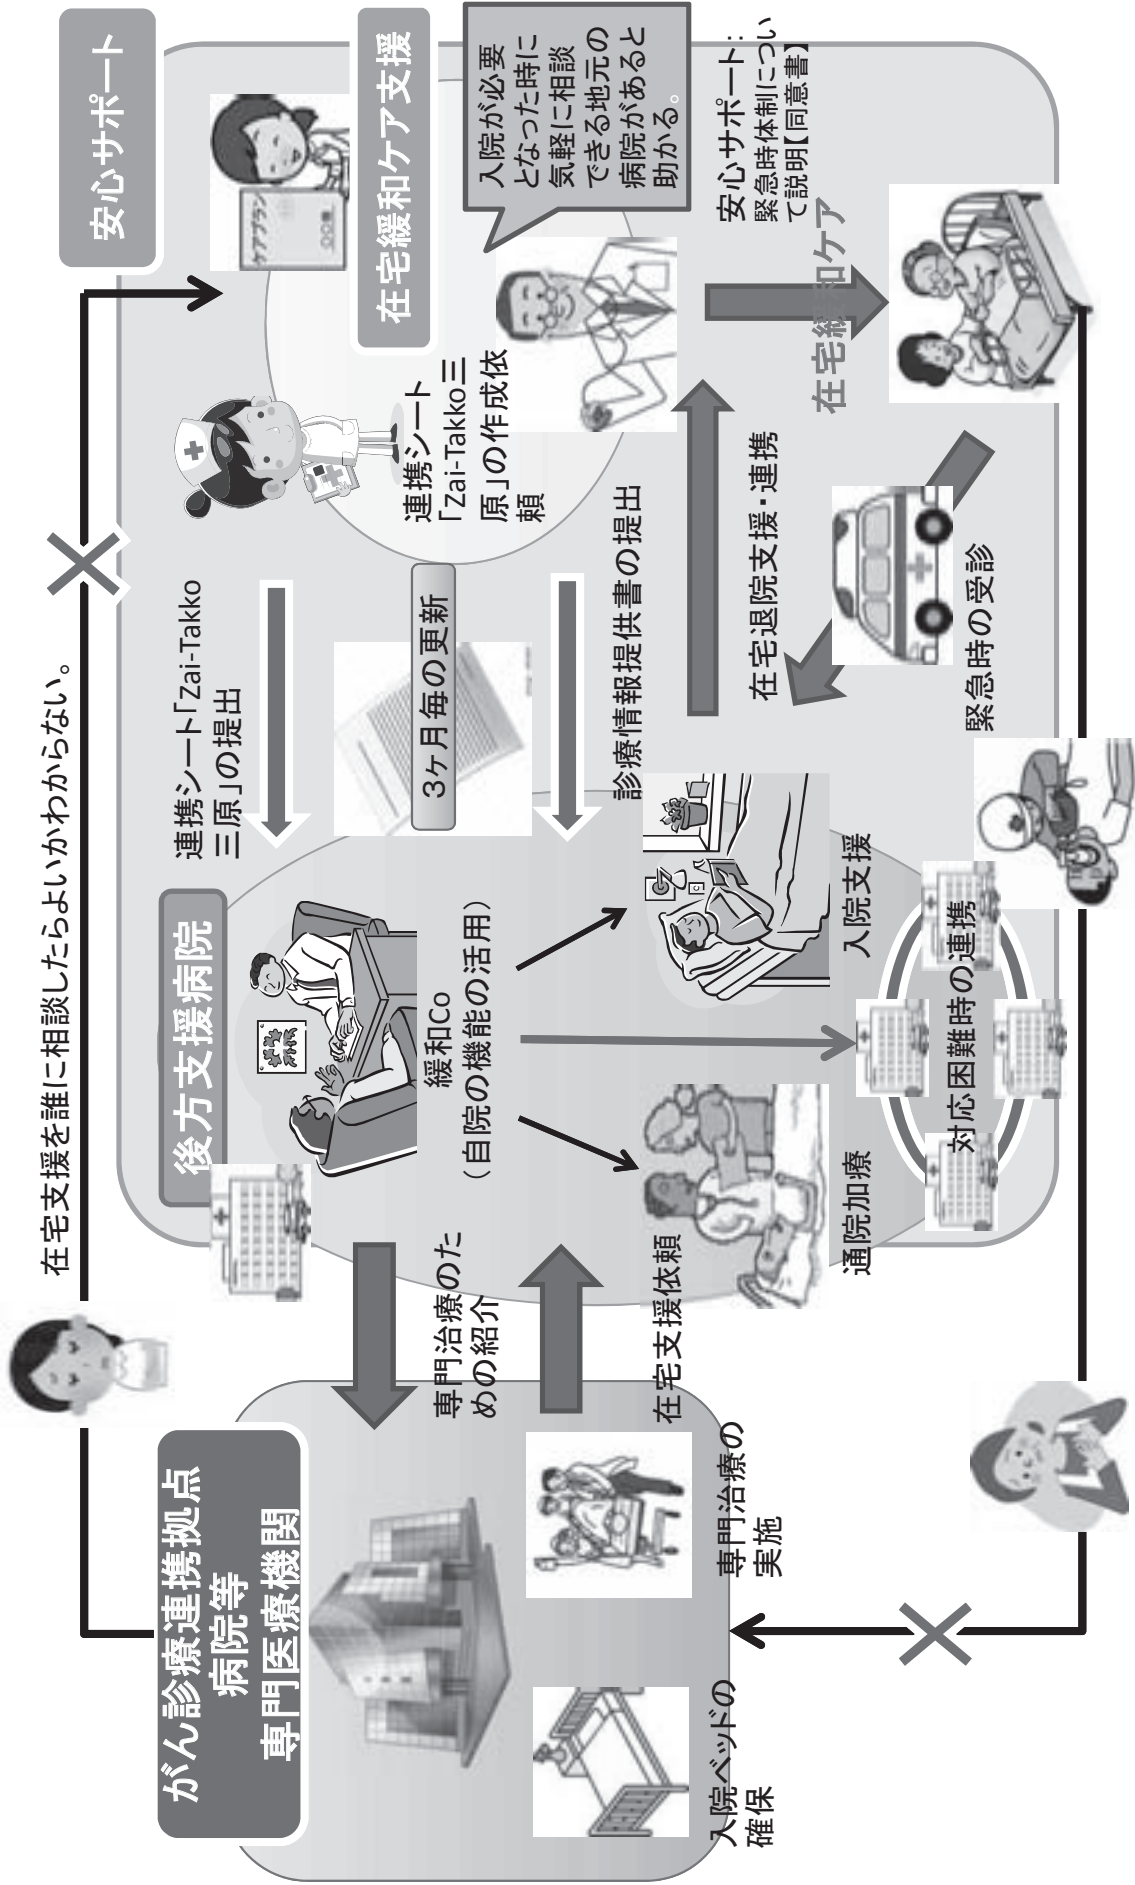 在宅支援を誰に相談したらよいかわからない。
がん診療連携拠点
病院等
専門医療機関
後方支援病院
安心サポート
連携シート「Zai-Takko
三原」の提出
ケアプラン
〇〇様
在宅緩和ケア支援
3ヶ月毎の更新
連携シート
「Zai-Takko三
原」の作成依
頼
入院が必要
となった時に
気軽に相談
できる地元の
病院があると
助かる。
専門治療のた
めの紹介
緩和Co
（自院の機能の活用）
診療情報提供書の提出
在宅支援依頼
安心サポート：
緊急時体制につい
て説明【同意書】
在宅緩和ケア
在宅退院支援・連携
専門治療の
実施
入院ベッドの
確保
通院加療
入院支援
対応困難時の連携
緊急時の受診